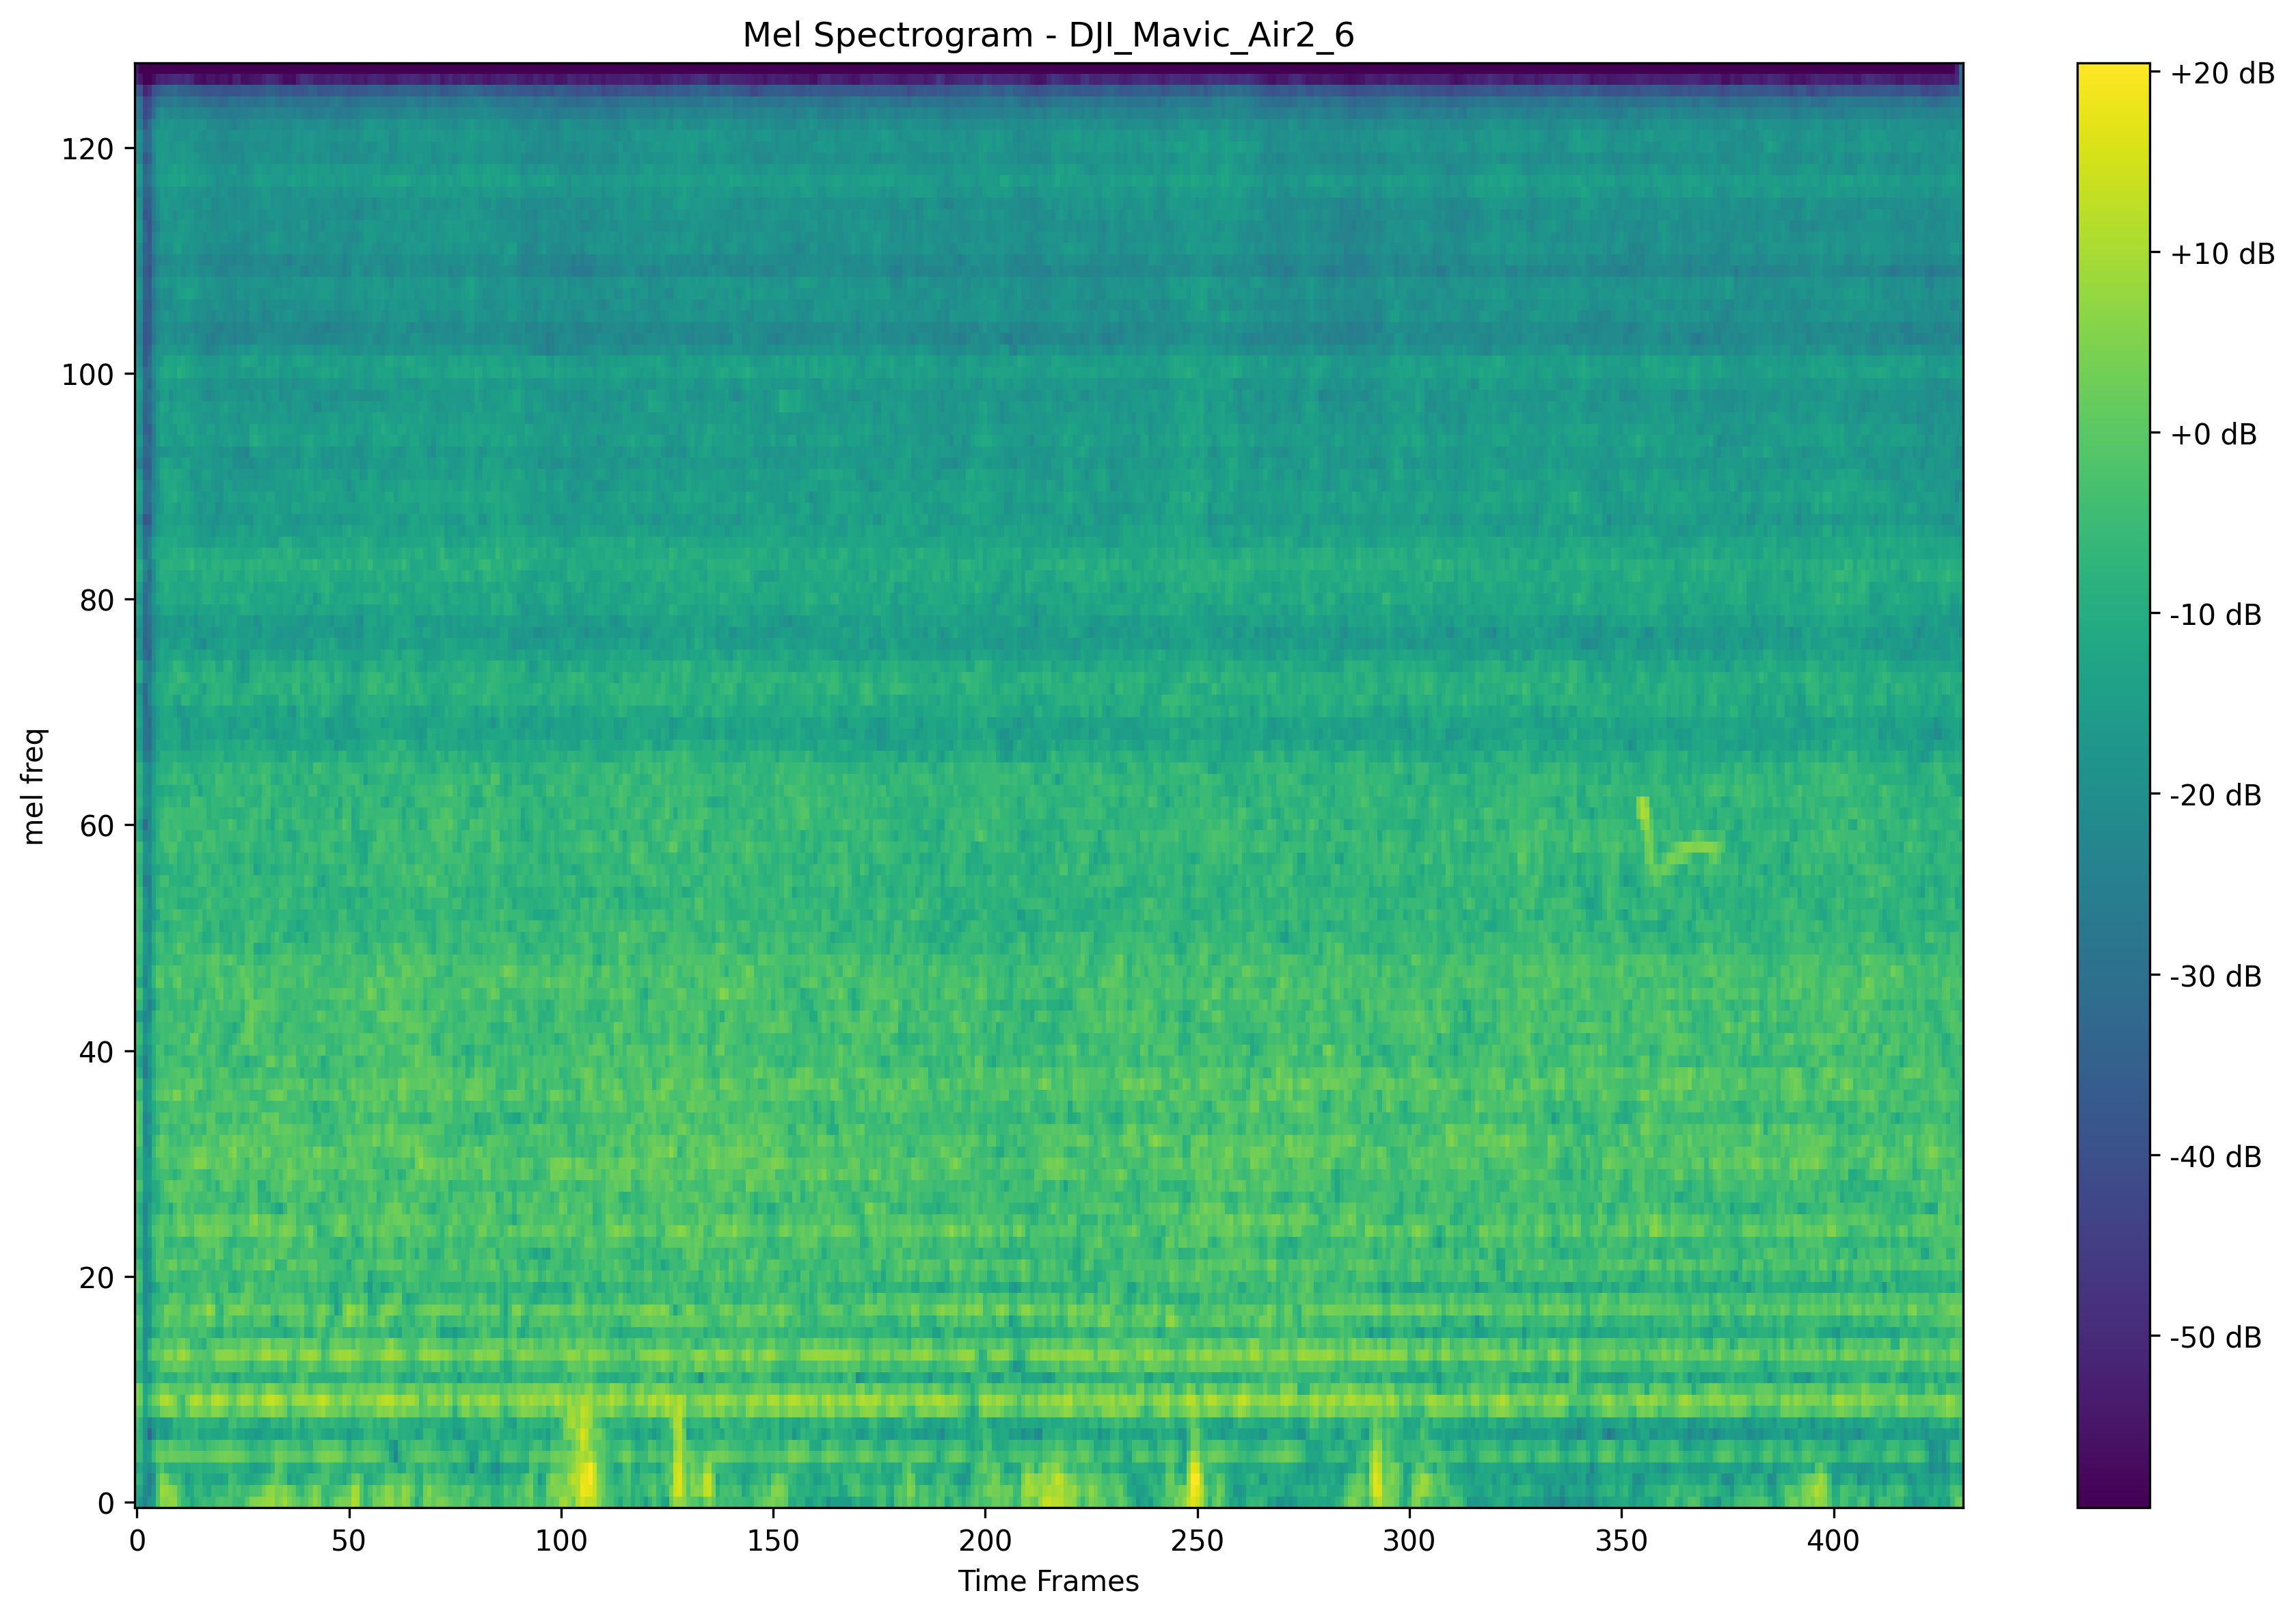 Mel Spectrogram - DJI_Mavic_Air2_6
mel freq
120
100
80
60
40
20
0
0 50 100 150 200 250 300 350 400
Time Frames
+20 dB
+10 dB
+0 dB
-10 dB
-20 dB
-30 dB
-40 dB
-50 dB